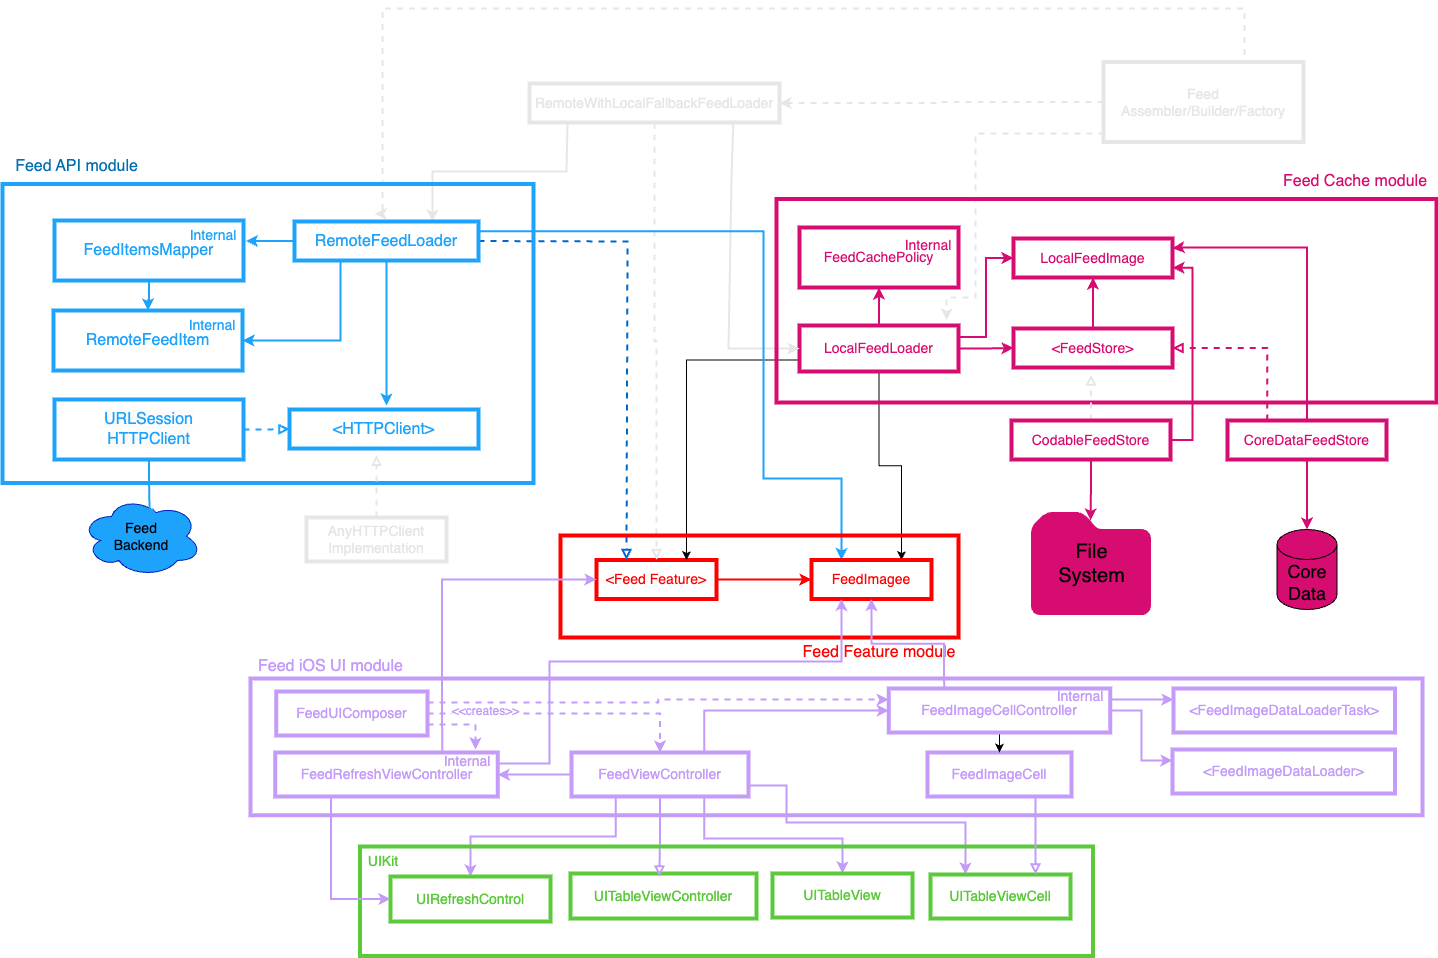 Feed
Assembler/Builder/Factory
RemoteWithLocalFallbackFeedLoader
Feed API module
Feed Cache module
Internal
FeedItemsMapper
RemoteFeedLoader
Internal
FeedCachePolicy
LocalFeedImage
Internal
RemoteFeedItem
LocalFeedLoader
<FeedStore>
URLSession
HTTPClient
<HTTPClient>
CodableFeedStore
CoreDataFeedStore
Feed
Backend
AnyHTTPClient
Implementation
File
System
Core
Data
<Feed Feature>
FeedImagee
Feed Feature module
Feed iOS UI module
FeedUIComposer
<<creates>>
Internal
FeedImageCellController
<FeedImageDataLoaderTask>
Internal
FeedRefreshViewController
FeedViewController
FeedImageCell
<FeedImageDataLoader>
UIKit
UIRefreshControl
UITableViewController
UITableView
UITableViewCell